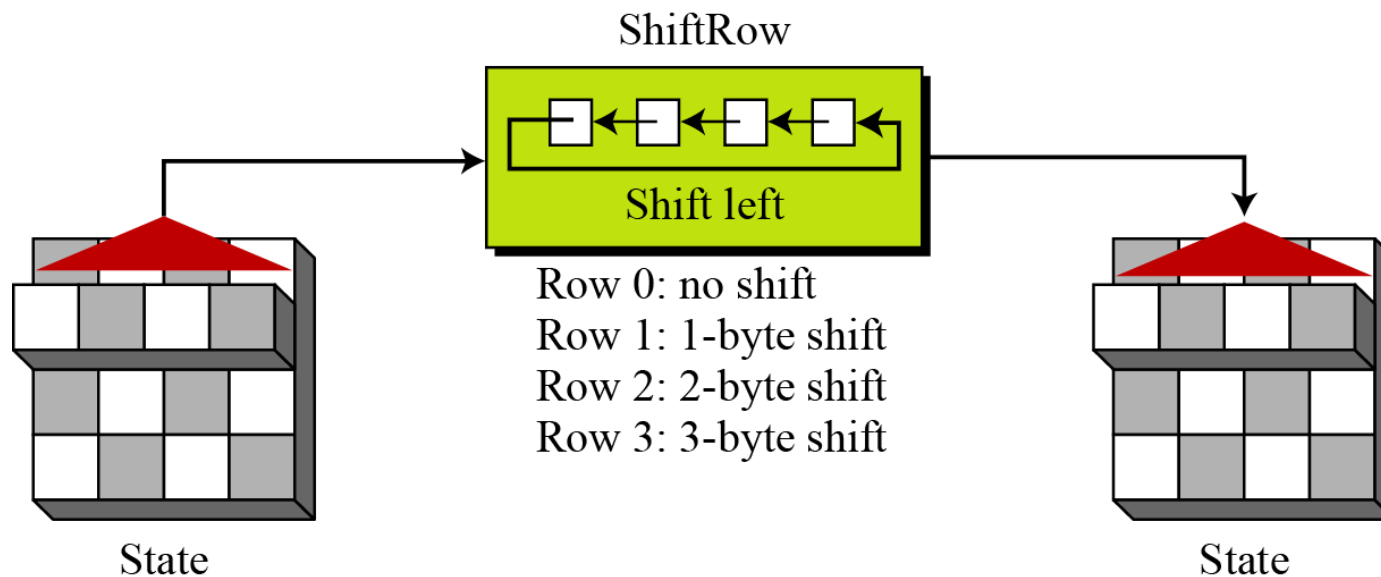 ShiftRow
Shift left
Row 0: no shift
Row 1: 1-byte shift
Row 2: 2-byte shift
Row 3: 3-byte shift
State
State